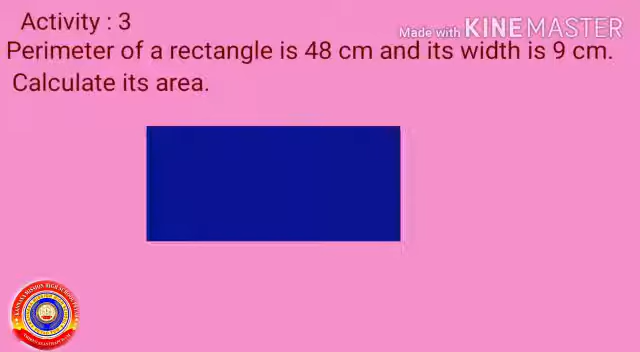 Activity : 3
Made with KINEMASTER
Perimeter of a rectangle is 48 cm and its width is 9 cm.
Calculate its area.